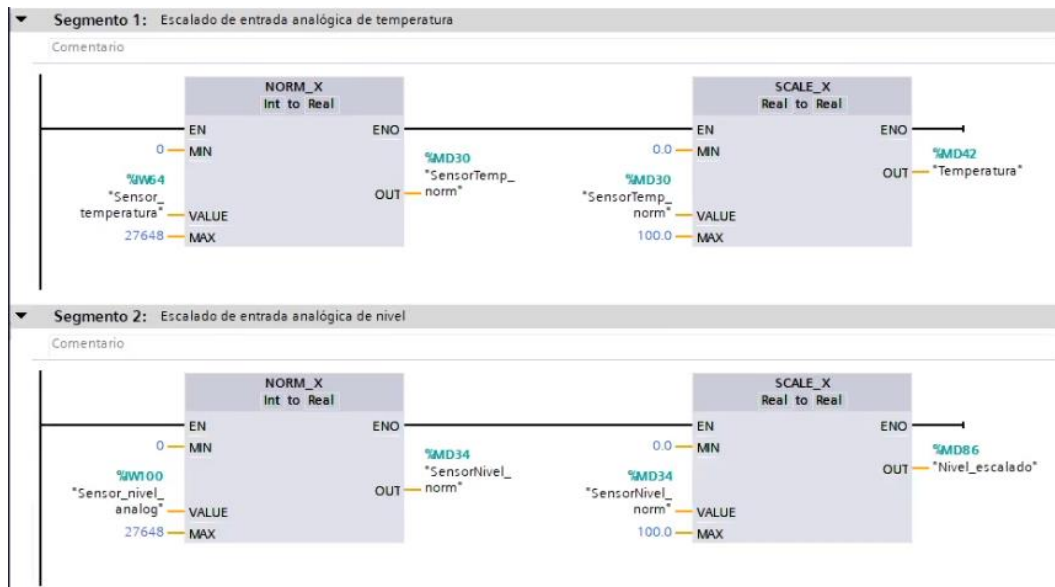 Segmento 1: Escalado de entrada analógica de temperatura
Comentario
NORM_X
Int to Real
EN
ENO
0
MIN
%IW64
"Sensor_
temperatura"
VALUE
27648
MAX
OUT
%MD30
"SensorTemp_
norm"
SCALE_X
Real to Real
EN
ENO
0.0
MIN
%MD30
"SensorTemp_
norm"
VALUE
100.0
MAX
OUT
%MD42
"Temperatura"
Segmento 2: Escalado de entrada analógica de nivel
Comentario
NORM_X
Int to Real
EN
ENO
0
MIN
%IW100
"Sensor_nivel_
analog"
VALUE
27648
MAX
OUT
%MD34
"SensorNivel_
norm"
SCALE_X
Real to Real
EN
ENO
0.0
MIN
%MD34
"SensorNivel_
norm"
VALUE
100.0
MAX
OUT
%MD86
"Nivel_escalado"